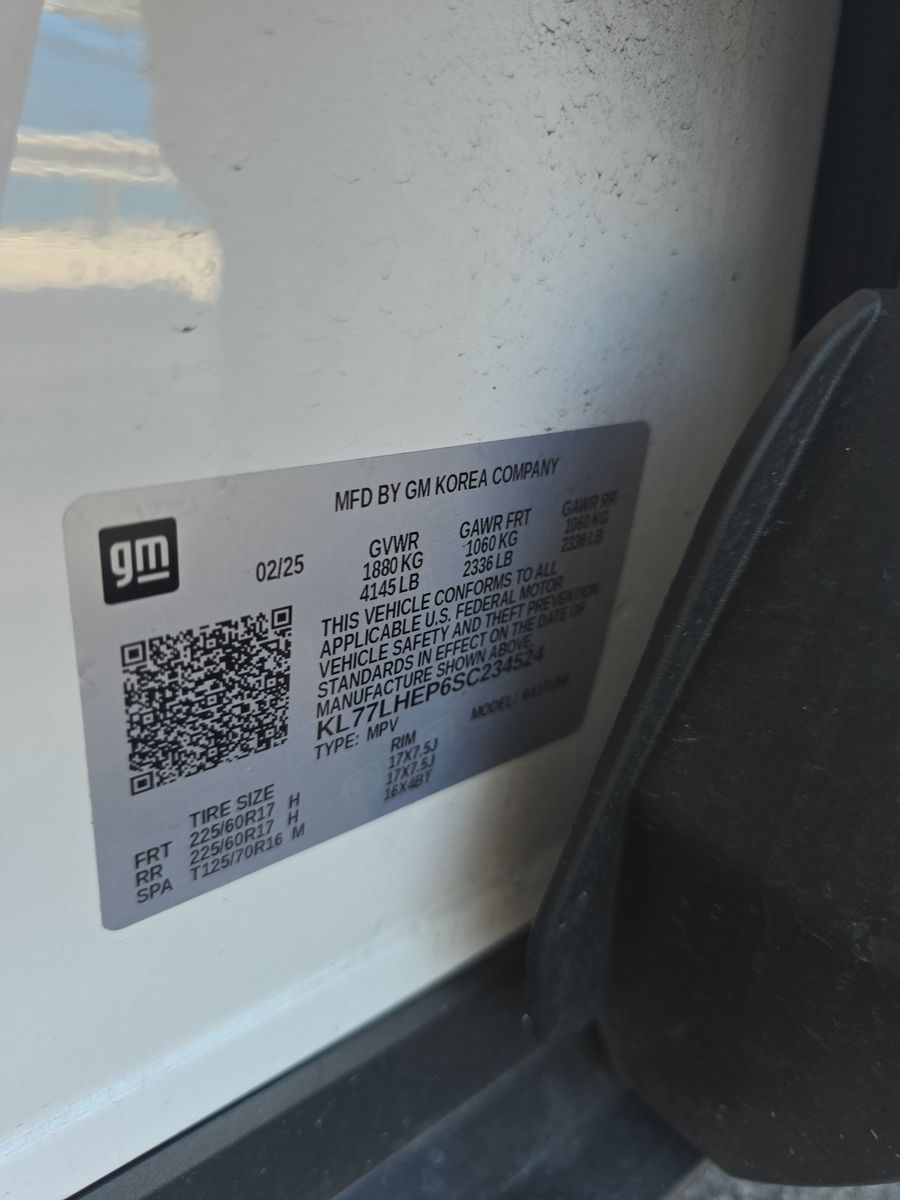 MFD BY GM KOREA COMPANY
gm
02/25
GVWR
1880 KG
4145 LB
GAWR FRT
1060 KG
2336 LB
GAWR RR
1060 KG
2336 LB
THIS VEHICLE CONFORMS TO ALL
APPLICABLE U.S. FEDERAL MOTOR
VEHICLE SAFETY AND THEFT PREVENTION
STANDARDS IN EFFECT ON THE DATE OF
MANUFACTURE SHOWN ABOVE.
KL77LHEP6SC234524
TYPE: MPV MODEL:
TIRE SIZE RIM
FRT 225/60R17 H 17X7.5J
RR 225/60R17 H 17X7.5J
SPA T125/70R16 M 16X4BT